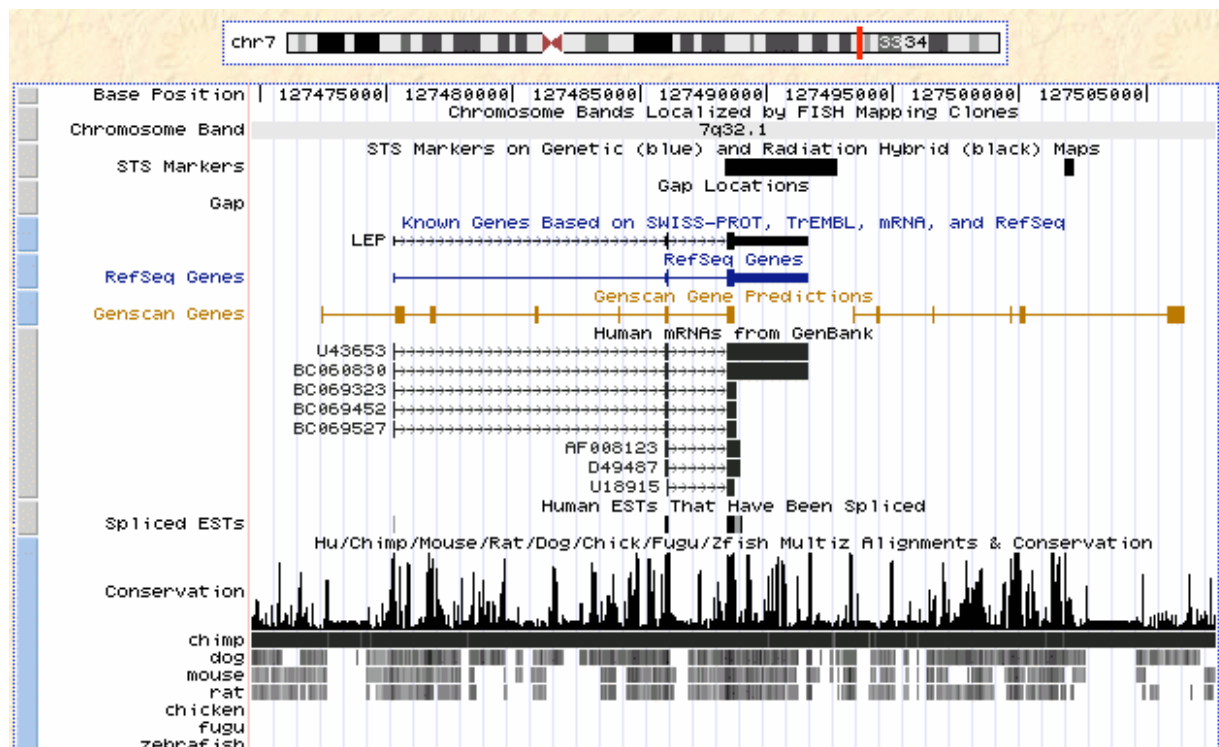 chr7 33 34
Base Position | 127475000| 127480000| 127485000| 127490000| 127495000| 127500000| 127505000|
Chromosome Bands Localized by FISH Mapping Clones
Chromosome Band 7q32.1
STS Markers on Genetic (blue) and Radiation Hybrid (black) Maps
STS Markers
Gap Locations
Gap
Known Genes Based on SWISS-PROT, TrEMBL, mRNA, and RefSeq
LEP
RefSeq Genes
RefSeq Genes
Genscan Gene Predictions
Genscan Genes
Human mRNAs from GenBank
U43653
BC060830
BC069323
BC069452
BC069527
AF008123
D49487
U18915
Human ESTs That Have Been Spliced
Spliced ESTs
Hu/Chimp/Mouse/Rat/Dog/Chick/Fugu/Zfish Multiz Alignments & Conservation
Conservation
chimp
dog
mouse
rat
chicken
fugu
zebrafish